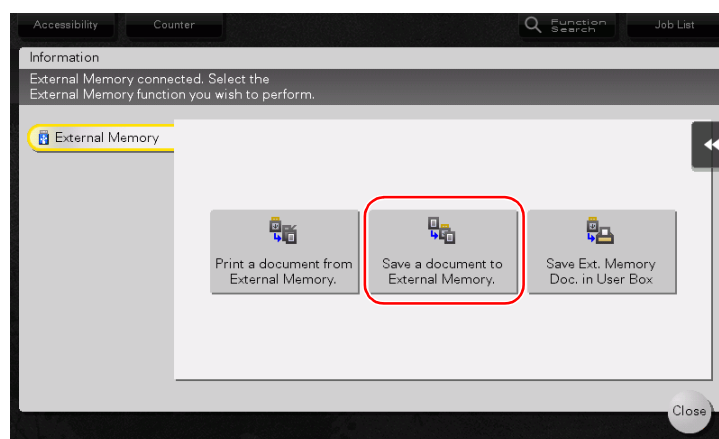 Accessibility
Counter
Function
Search
Job List
Information
External Memory connected. Select the
External Memory function you wish to perform.
External Memory
Print a document from
External Memory.
Save a document to
External Memory.
Save Ext. Memory
Doc. in User Box
Close